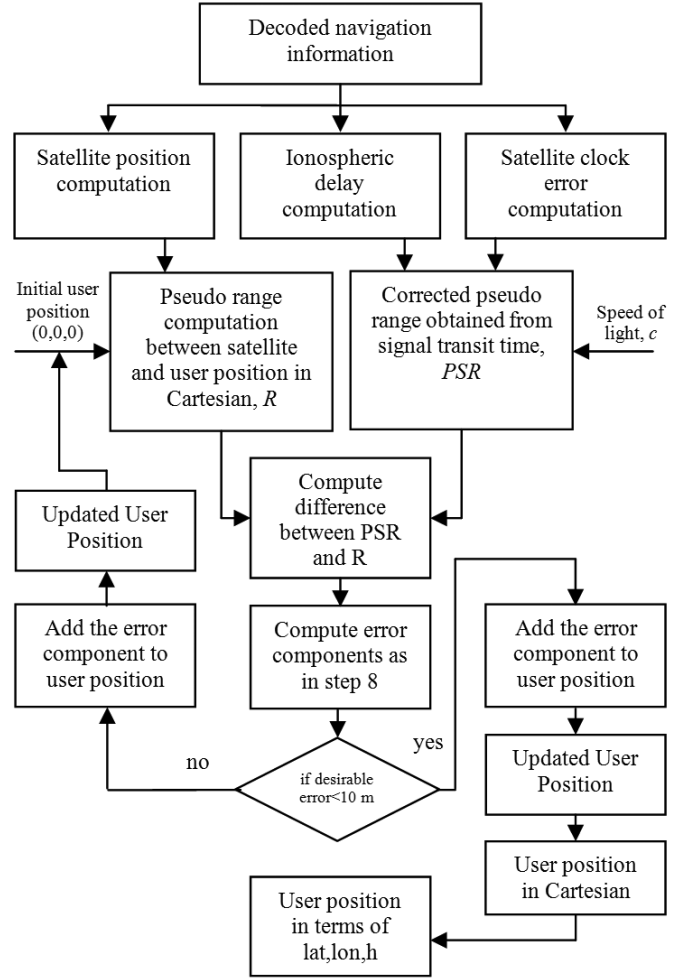 Decoded navigation
information
Satellite position
computation
Ionospheric
delay
computation
Satellite clock
error
computation
Initial user
position
(0,0,0)
Pseudo range
computation
between satellite
and user position in
Cartesian, R
Corrected pseudo
range obtained from
signal transit time,
PSR
Speed of
light, c
Updated User
Position
Compute
difference
between PSR
and R
Add the error
component to
user position
Compute error
components as
in step 8
Add the error
component to
user position
no
yes
if desirable
error<10 m
Updated User
Position
User position
in Cartesian
User position
in terms of
lat,lon,h